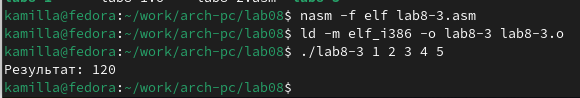 kamilla@fedora:~/work/arch-pc/lab08$ nasm -f elf lab8-3.asm
kamilla@fedora:~/work/arch-pc/lab08$ ld -m elf_i386 -o lab8-3 lab8-3.o
kamilla@fedora:~/work/arch-pc/lab08$ ./lab8-3 1 2 3 4 5
Результат: 120
kamilla@fedora:~/work/arch-pc/lab08$